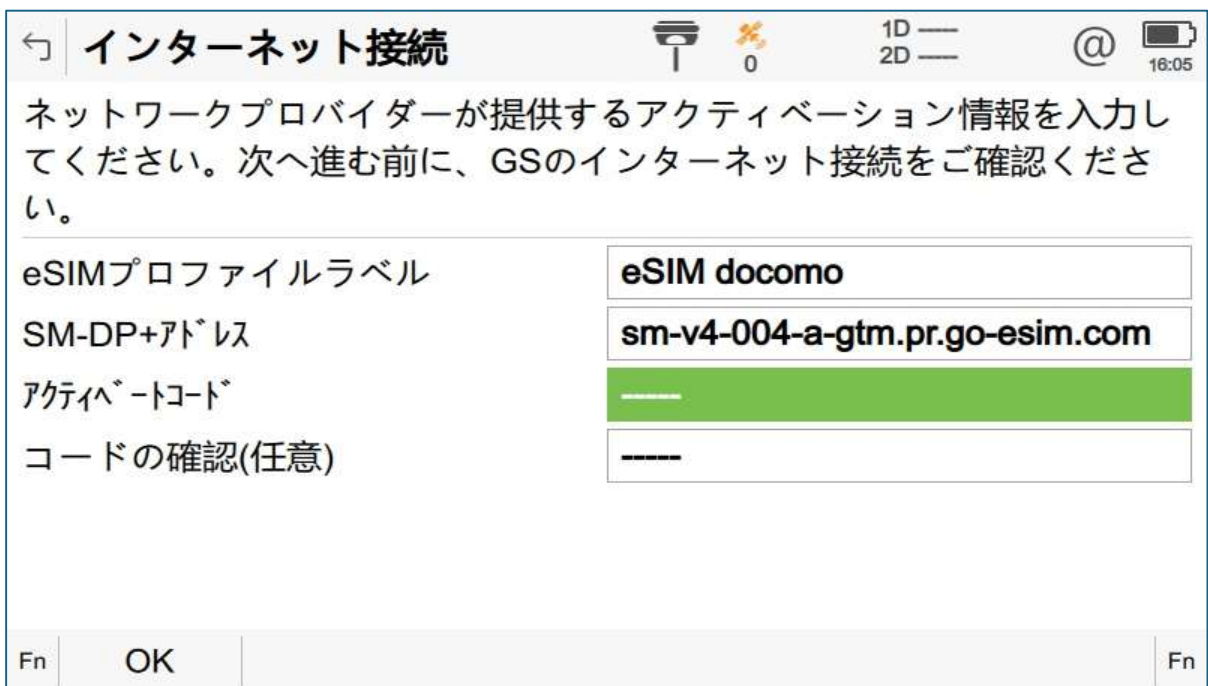 インターネット接続
0
1D -----
2D -----
@
16:05
ネットワークプロバイダーが提供するアクティベーション情報を入力し
てください。次へ進む前に、GSのインターネット接続をご確認くださ
い。
eSIMプロファイルラベル
eSIM docomo
SM-DP+ｱﾄﾞﾚｽ
sm-v4-004-a-gtm.pr.go-esim.com
ｱｸﾃｨﾍﾞｰﾄｺｰﾄﾞ
-----
コードの確認(任意)
-----
Fn
OK
Fn